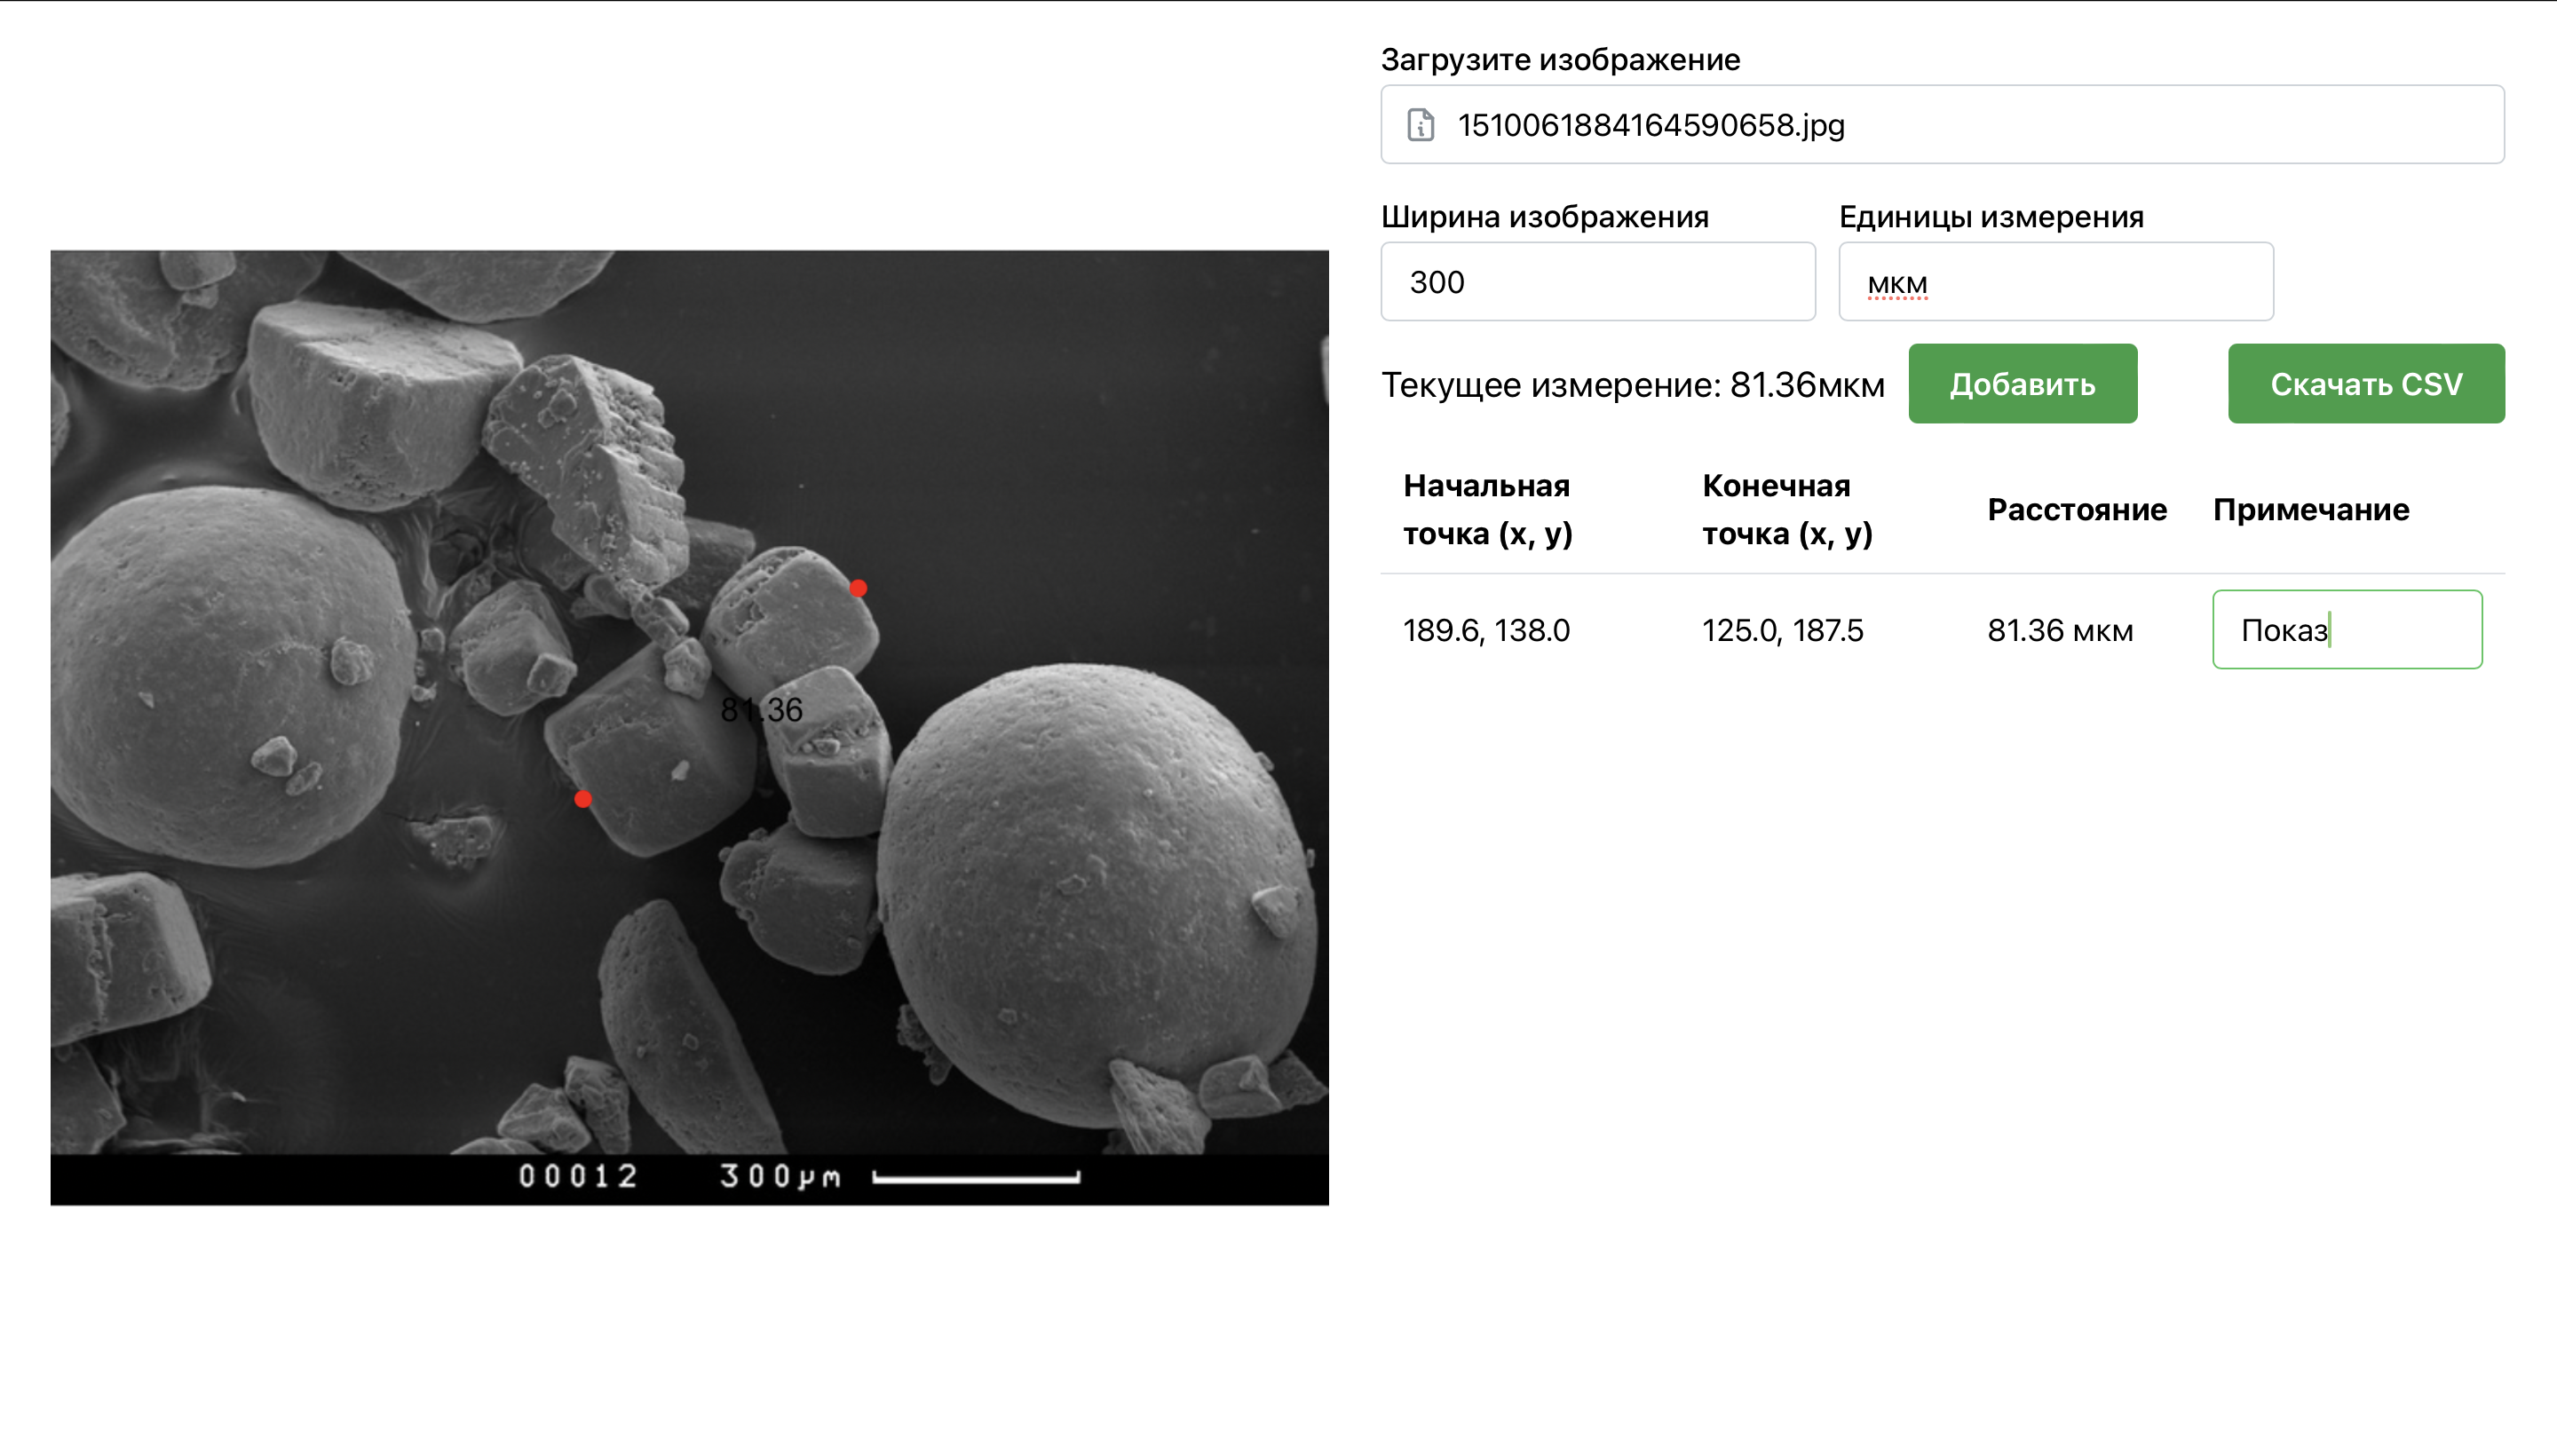 Загрузите изображение
1510061884164590658.jpg
Ширина изображения
Единицы измерения
300
мкм
Текущее измерение: 81.36мкм
Добавить
Скачать CSV
Начальная
точка (x, y)
Конечная
точка (x, y)
Расстояние
Примечание
189.6, 138.0
125.0, 187.5
81.36 мкм
Показ
81.36
00012 300µm